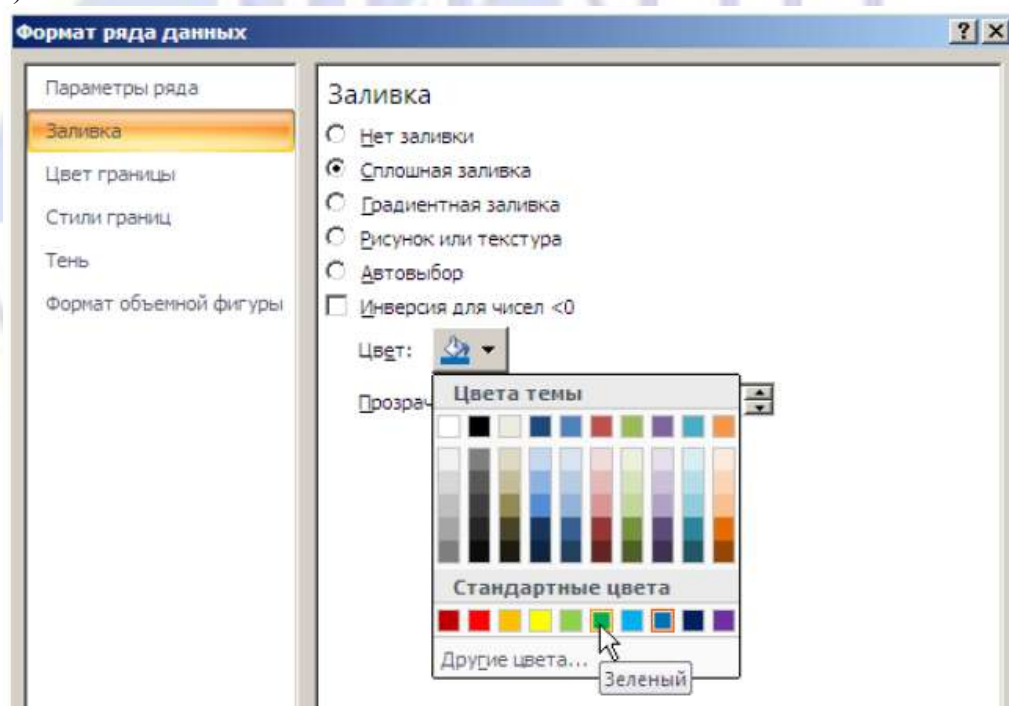 Формат ряда данных
Параметры ряда
Заливка
Цвет границы
Стили границ
Тень
Формат объемной фигуры
Заливка
Нет заливки
Сплошная заливка
Градиентная заливка
Рисунок или текстура
Автовыбор
Инверсия для чисел <0
Цвет:
Цвета темы
Стандартные цвета
Другие цвета...
Зеленый